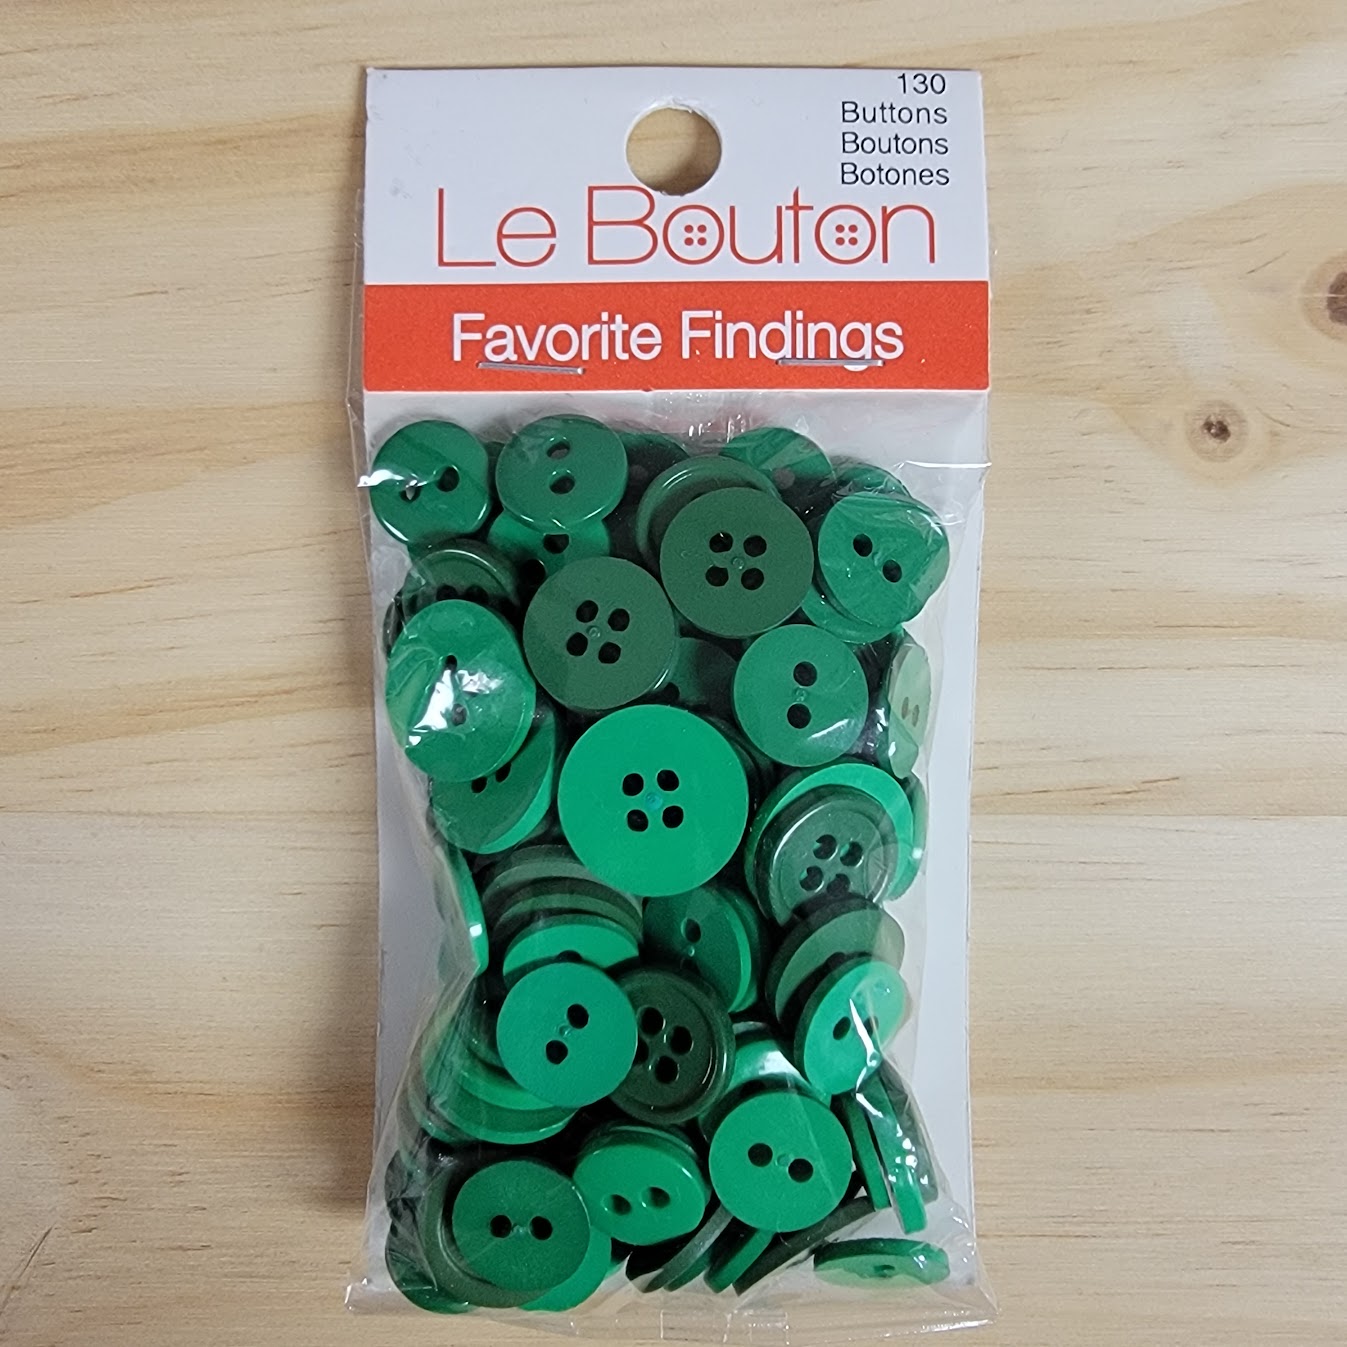 130
Buttons
Boutons
Botones
Le Bouton
Favorite Findings